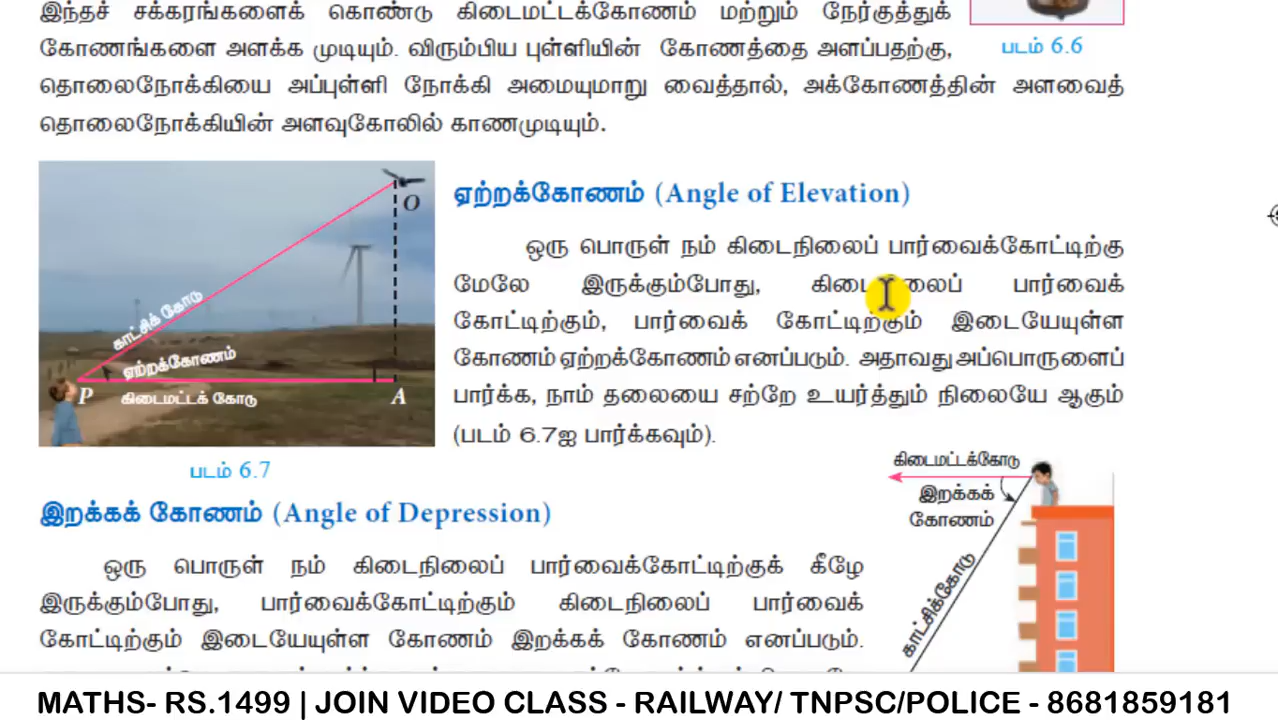 இந்தச் சக்கரங்களைக் கொண்டு கிடைமட்டக்கோணம் மற்றும் நேர்குத்துக்
கோணங்களை அளக்க முடியும். விரும்பிய புள்ளியின் கோணத்தை அளப்பதற்கு,
படம் 6.6
தொலைநோக்கியை அப்புள்ளி நோக்கி அமையுமாறு வைத்தால், அக்கோணத்தின் அளவைத்
தொலைநோக்கியின் அளவுகோலில் காணமுடியும்.
O
காட்சிக் கோடு
ஏற்றக்கோணம்
P
கிடைமட்டக் கோடு
A
படம் 6.7
ஏற்றக்கோணம் (Angle of Elevation)
ஒரு பொருள் நம் கிடைநிலைப் பார்வைக்கோட்டிற்கு
மேலே இருக்கும்போது, கிடைநிலைப் பார்வைக்
கோட்டிற்கும், பார்வைக் கோட்டிற்கும் இடையேயுள்ள
கோணம் ஏற்றக்கோணம் எனப்படும். அதாவது அப்பொருளைப்
பார்க்க, நாம் தலையை சற்றே உயர்த்தும் நிலையே ஆகும்
(படம் 6.7ஐ பார்க்கவும்).
கிடைமட்டக்கோடு
இறக்கக்
கோணம்
காட்சிக்கோடு
இறக்கக் கோணம் (Angle of Depression)
ஒரு பொருள் நம் கிடைநிலைப் பார்வைக்கோட்டிற்குக் கீழே
இருக்கும்போது, பார்வைக்கோட்டிற்கும் கிடைநிலைப் பார்வைக்
கோட்டிற்கும் இடையேயுள்ள கோணம் இறக்கக் கோணம் எனப்படும்.
MATHS- RS.1499 | JOIN VIDEO CLASS - RAILWAY/ TNPSC/POLICE - 8681859181